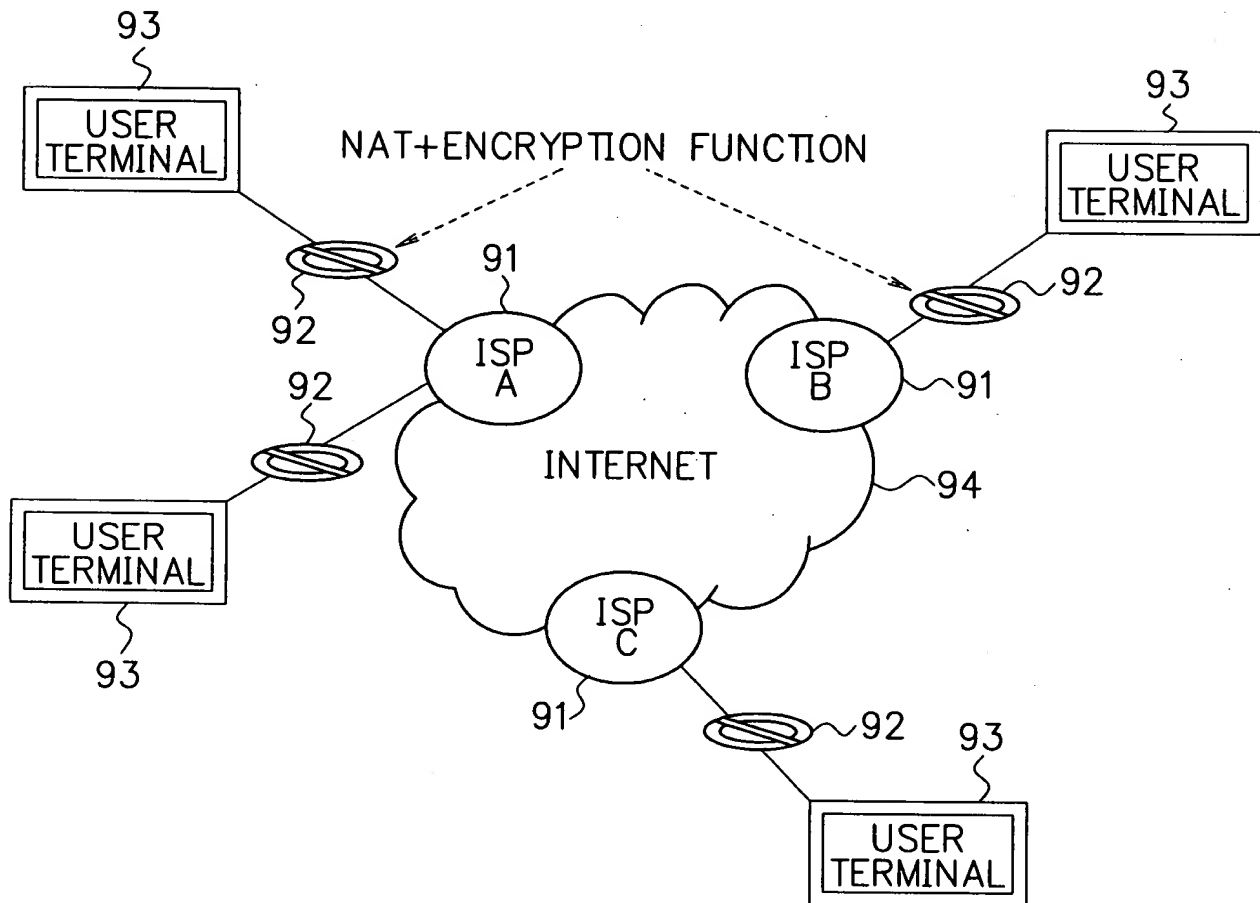 93
USER
TERMINAL
NAT+ENCRYPTION FUNCTION
93
USER
TERMINAL
92
91
92
ISP
A
ISP
B
91
92
INTERNET
94
USER
TERMINAL
93
ISP
C
91
92
93
USER
TERMINAL